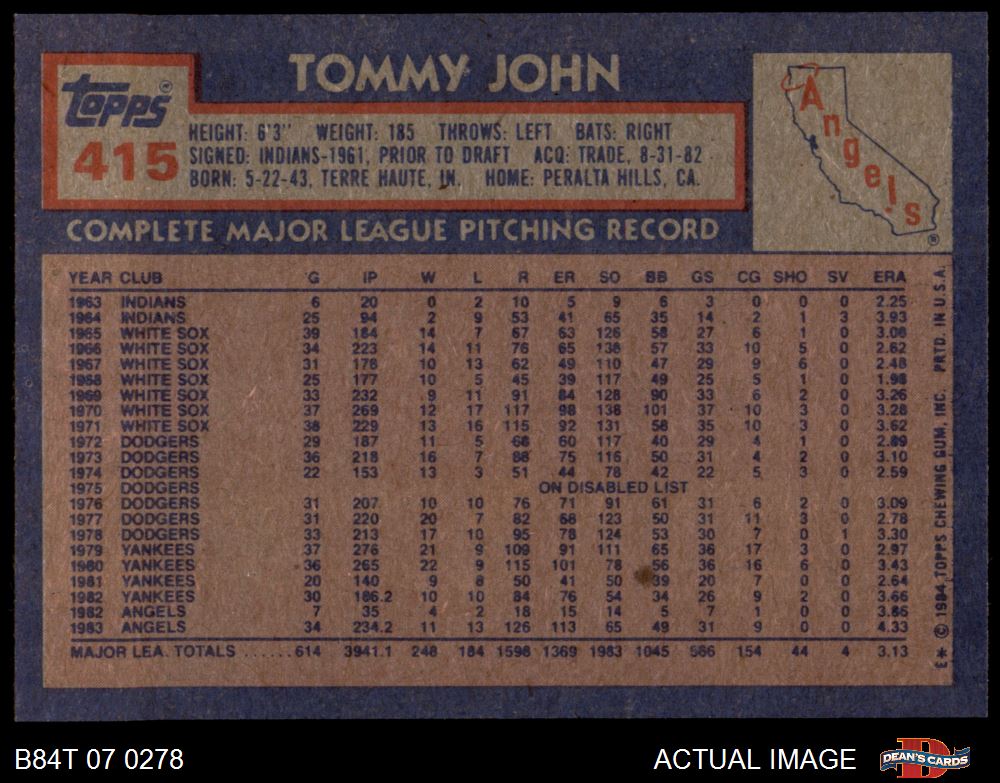 TOMMY JOHN
topps®
415
HEIGHT: 6'3" WEIGHT: 185 THROWS: LEFT BATS: RIGHT
SIGNED: INDIANS-1961, PRIOR TO DRAFT ACQ: TRADE, 8-31-82
BORN: 5-22-43, TERRE HAUTE, IN. HOME: PERALTA HILLS, CA.
Angels
®
COMPLETE MAJOR LEAGUE PITCHING RECORD
YEAR CLUB G IP W L R ER SO BB GS CG SHO SV ERA
1963 INDIANS 6 20 0 2 10 5 9 6 3 0 0 0 2.25
1964 INDIANS 25 94 2 9 53 41 65 35 14 2 1 3 3.93
1965 WHITE SOX 39 184 14 7 67 63 126 58 27 6 1 0 3.08
1966 WHITE SOX 34 223 14 11 76 65 138 57 33 10 5 0 2.62
1967 WHITE SOX 31 178 10 13 62 49 110 47 29 9 6 0 2.48
1968 WHITE SOX 25 177 10 5 45 39 117 49 25 5 1 0 1.98
1969 WHITE SOX 33 232 9 11 91 84 128 90 33 6 2 0 3.26
1970 WHITE SOX 37 269 12 17 117 98 138 101 37 10 3 0 3.28
1971 WHITE SOX 38 229 13 16 115 92 131 58 35 10 3 0 3.62
1972 DODGERS 29 187 11 5 68 60 117 40 29 4 1 0 2.89
1973 DODGERS 36 218 16 7 88 75 116 50 31 4 2 0 3.10
1974 DODGERS 22 153 13 3 51 44 78 42 22 5 3 0 2.59
1975 DODGERS ON DISABLED LIST
1976 DODGERS 31 207 10 10 76 71 91 61 31 6 2 0 3.09
1977 DODGERS 31 220 20 7 82 68 123 50 31 11 3 0 2.78
1978 DODGERS 33 213 17 10 95 78 124 53 30 7 0 1 3.30
1979 YANKEES 37 276 21 9 109 91 111 65 36 17 3 0 2.97
1980 YANKEES 36 265 22 9 115 101 78 56 36 16 6 0 3.43
1981 YANKEES 20 140 9 8 50 41 50 39 20 7 0 0 2.64
1982 YANKEES 30 186.2 10 10 84 76 54 34 26 9 2 0 3.66
1982 ANGELS 7 35 4 2 18 15 14 5 7 1 0 0 3.86
1983 ANGELS 34 234.2 11 13 126 113 65 49 31 9 0 0 4.33
MAJOR LEA. TOTALS ......614 3941.1 248 184 1598 1369 1983 1045 566 154 44 4 3.13
E* © 1984 TOPPS CHEWING GUM, INC. PRTD. IN U.S.A.
B84T 07 0278
ACTUAL IMAGE
D
DEAN'S CARDS